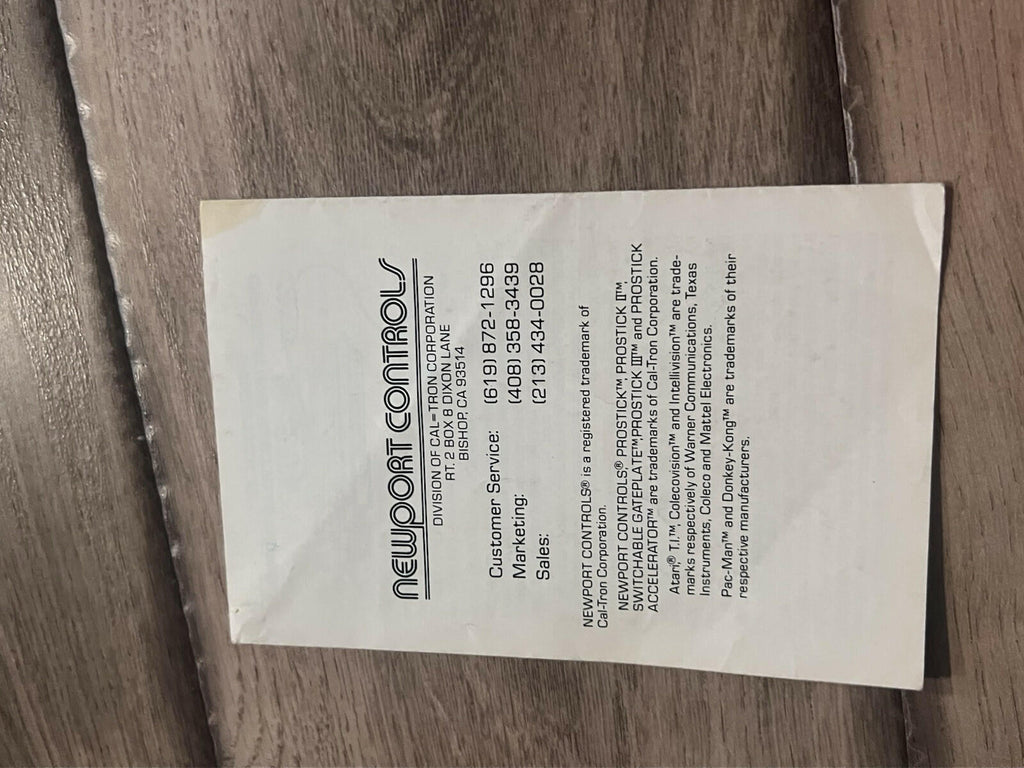 NEWPORT CONTROLS
DIVISION OF CAL-TRON CORPORATION
RT. 2 BOX 8 DIXON LANE
BISHOP, CA 93514
Customer Service: (619) 872-1296
Marketing: (408) 358-3439
Sales: (213) 434-0028
NEWPORT CONTROLS® is a registered trademark of
Cal-Tron Corporation.
NEWPORT CONTROLS® PROSTICK™, PROSTICK II™
SWITCHABLE GATEPLATE™,PROSTICK III™ and PROSTICK
ACCELERATOR™ are trademarks of Cal-Tron Corporation.
Atari,® T.I.™, Colecovision™ and Intellivision™ are trade-
marks respectively of Warner Communications, Texas
Instruments, Coleco and Mattel Electronics.
Pac-Man™ and Donkey-Kong™ are trademarks of their
respective manufacturers.